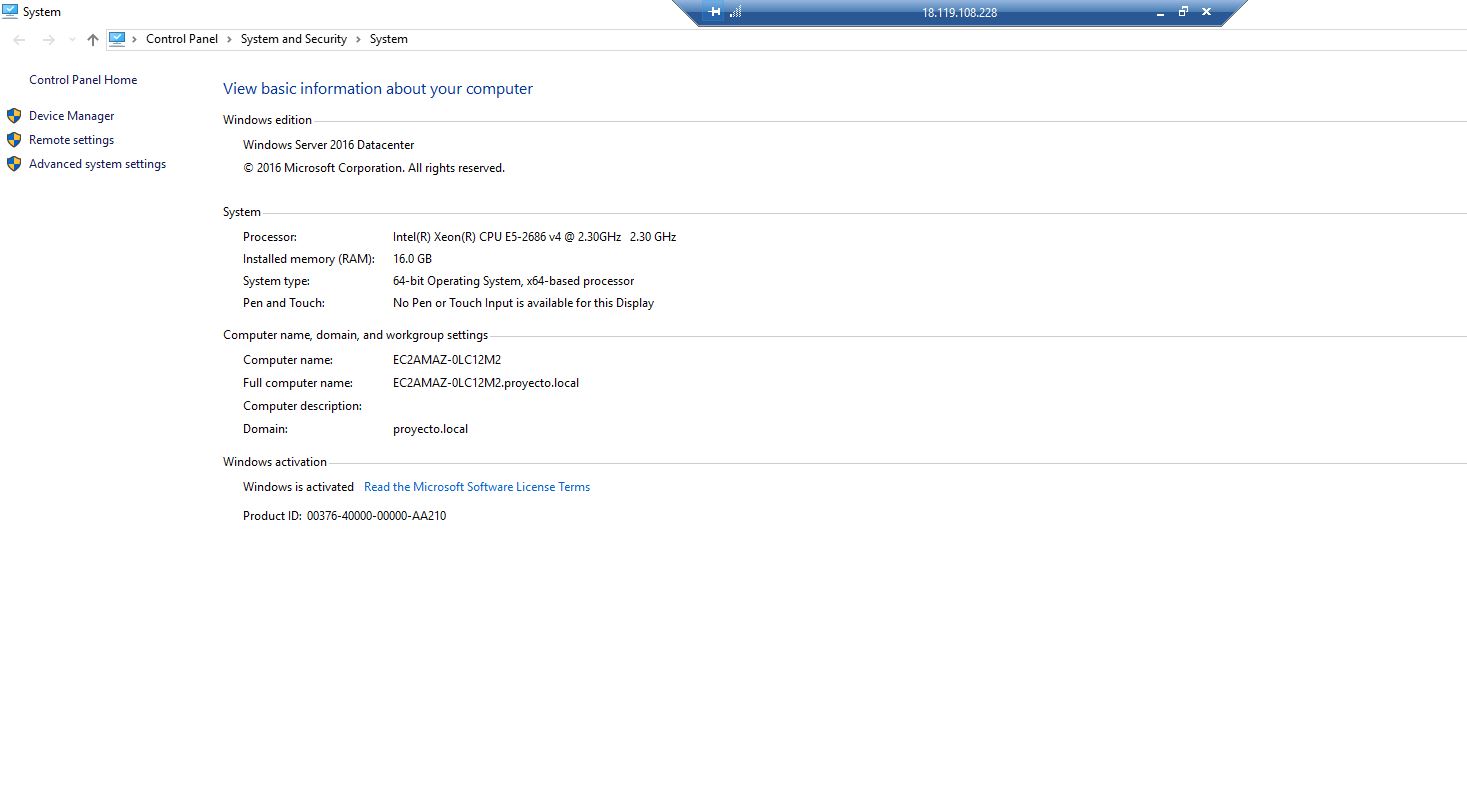 System
18.119.108.228
Control Panel > System and Security > System
Control Panel Home
Device Manager
Remote settings
Advanced system settings
View basic information about your computer
Windows edition
Windows Server 2016 Datacenter
© 2016 Microsoft Corporation. All rights reserved.
System
Processor: Intel(R) Xeon(R) CPU E5-2686 v4 @ 2.30GHz 2.30 GHz
Installed memory (RAM): 16.0 GB
System type: 64-bit Operating System, x64-based processor
Pen and Touch: No Pen or Touch Input is available for this Display
Computer name, domain, and workgroup settings
Computer name: EC2AMAZ-0LC12M2
Full computer name: EC2AMAZ-0LC12M2.proyecto.local
Computer description:
Domain: proyecto.local
Windows activation
Windows is activated Read the Microsoft Software License Terms
Product ID: 00376-40000-00000-AA210